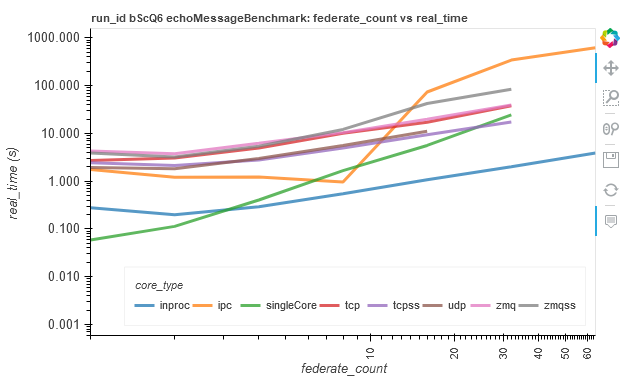 run_id bScQ6 echoMessageBenchmark: federate_count vs real_time
1000.000
100.000
10.000
1.000
0.100
0.010
0.001
real_time (s)
core_type
inproc ipc singleCore tcp tcpss udp zmq zmqss
10 20 30 40 50 60
federate_count